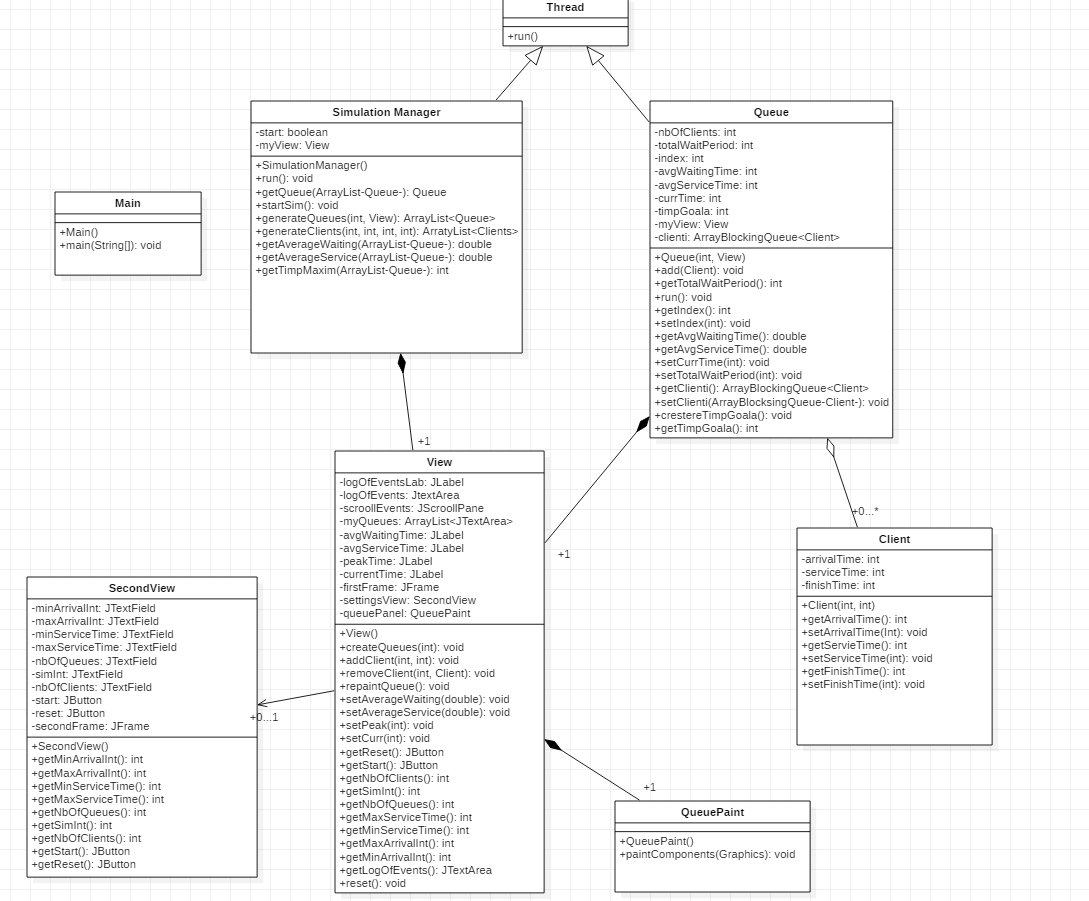 Thread
+run()
Simulation Manager
-start: boolean
-myView: View
+SimulationManager()
+run(): void
+getQueue(ArrayList-Queue-): Queue
+startSim(): void
+generateQueues(int, View): ArrayList<Queue>
+generateClients(int, int, int, int): ArratyList<Clients>
+getAverageWaiting(ArrayList-Queue-): double
+getAverageService(ArrayList-Queue-): double
+getTimpMaxim(ArrayList-Queue-): int
Queue
-nbOfClients: int
-totalWaitPeriod: int
-index: int
-avgWaitingTime: int
-avgServiceTime: int
-currTime: int
-timpGoala: int
-myView: View
-clienti: ArrayBlockingQueue<Client>
+Queue(int, View)
+add(Client): void
+getTotalWaitPeriod(): int
+run(): void
+getIndex(): int
+setIndex(int): void
+getAvgWaitingTime(): double
+getAvgServiceTime(): double
+setCurrTime(int): void
+setTotalWaitPeriod(int): void
+getClienti(): ArrayBlockingQueue<Client>
+setClienti(ArrayBlocksingQueue-Client-): void
+crestereTimpGoala(): void
+getTimpGoala(): int
Main
+Main()
+main(String[]): void
+1
+1
+0...*
View
-logOfEventsLab: JLabel
-logOfEvents: JtextArea
-scroollEvents: JScroollPane
-myQueues: ArrayList<JTextArea>
-avgWaitingTime: JLabel
-avgServiceTime: JLabel
-peakTime: JLabel
-currentTime: JLabel
-firstFrame: JFrame
-settingsView: SecondView
-queuePanel: QueuePaint
+View()
+createQueues(int): void
+addClient(int, int): void
+removeClient(int, Client): void
+repaintQueue(): void
+setAverageWaiting(double): void
+setAverageService(double): void
+setPeak(int): void
+setCurr(int): void
+getReset(): JButton
+getStart(): JButton
+getNbOfClients(): int
+getSimInt(): int
+getNbOfQueues(): int
+getMaxServiceTime(): int
+getMinServiceTime(): int
+getMaxArrivalInt(): int
+getMinArrivalInt(): int
+getLogOfEvents(): JTextArea
+reset(): void
Client
-arrivalTime: int
-serviceTime: int
-finishTime: int
+Client(int, int)
+getArrivalTime(): int
+setArrivalTime(Int): void
+getServieTime(): int
+setServiceTime(int): void
+getFinishTime(): int
+setFinishTime(int): void
SecondView
-minArrivalInt: JTextField
-maxArrivalInt: JTextField
-minServiceTime: JTextField
-maxServiceTime: JTextField
-nbOfQueues: JTextField
-simInt: JTextField
-nbOfClients: JTextField
-start: JButton
-reset: JButton
-secondFrame: JFrame
+SecondView()
+getMinArrivalInt(): int
+getMaxArrivalInt(): int
+getMinServiceTime(): int
+getMaxServiceTime(): int
+getNbOfQueues(): int
+getSimInt(): int
+getNbOfClients(): int
+getStart(): JButton
+getReset(): JButton
+0...1
+1
QueuePaint
+QueuePaint()
+paintComponents(Graphics): void